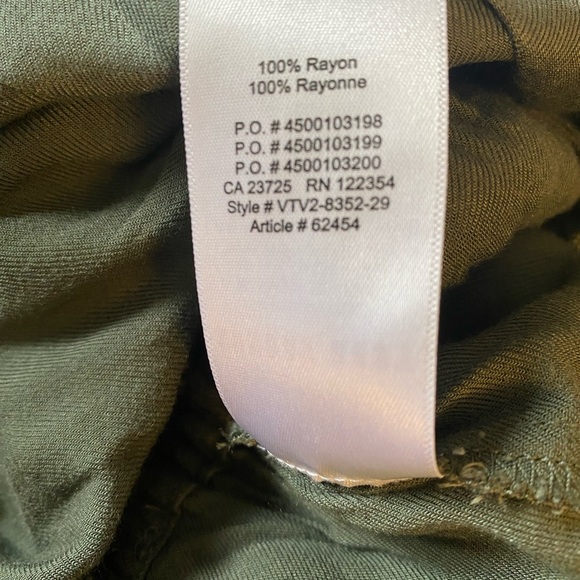 100% Rayon
100% Rayonne
P.O. # 4500103198
P.O. # 4500103199
P.O. # 4500103200
CA 23725 RN 122354
Style # VTV2-8352-29
Article # 62454